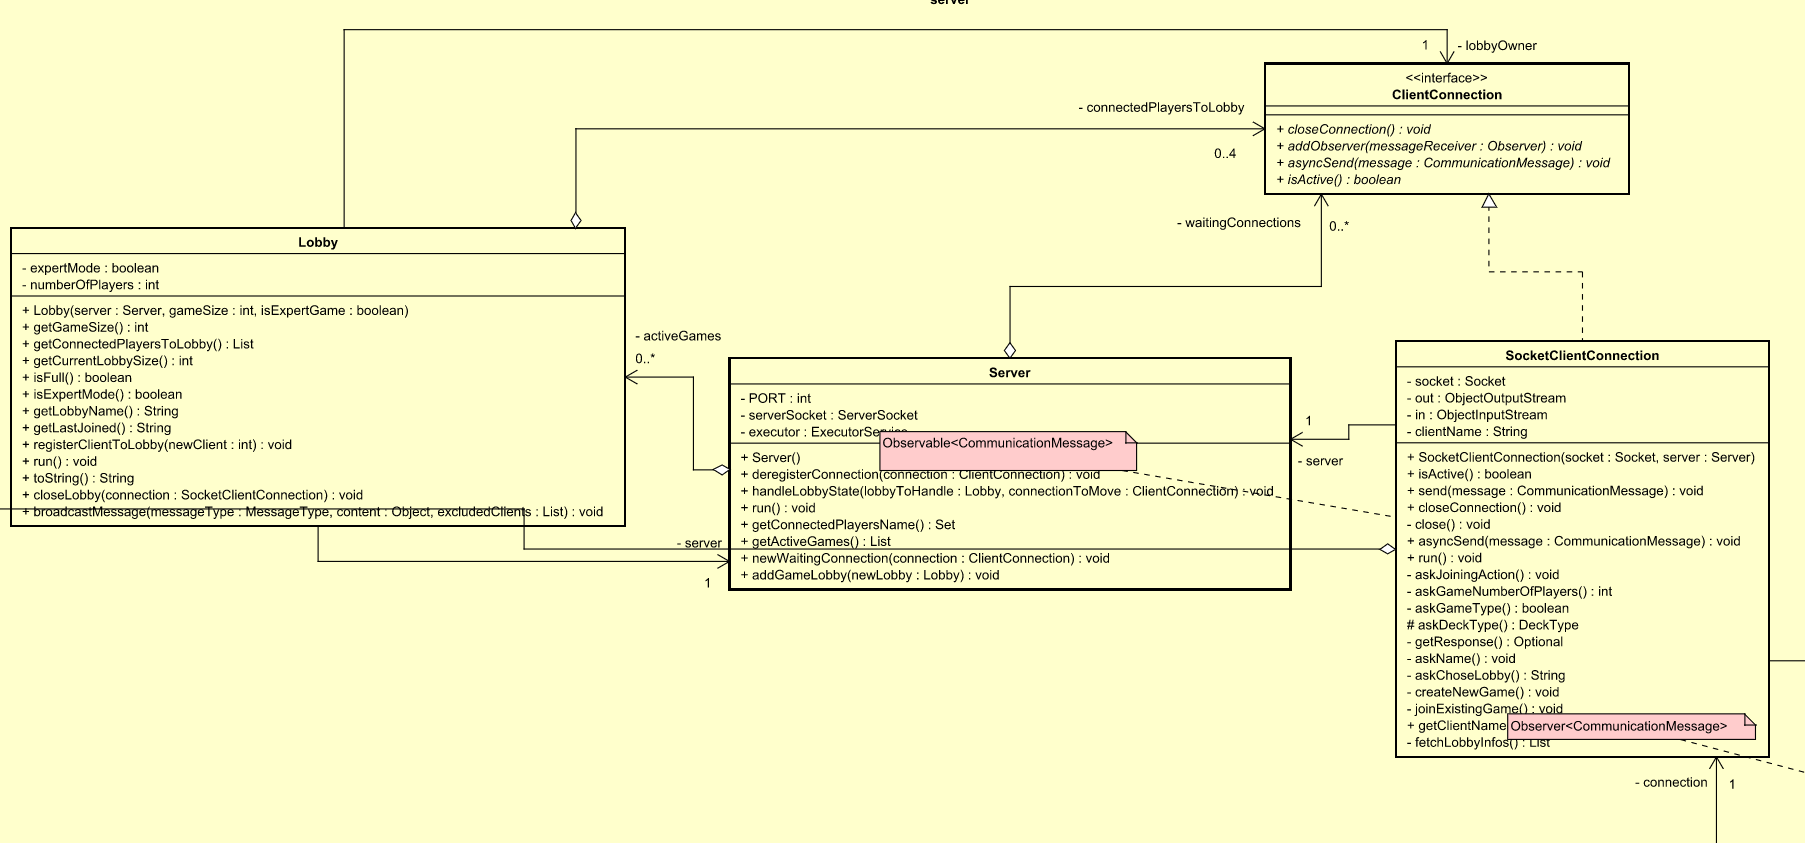 server
1
- lobbyOwner
<<interface>>
ClientConnection
+ closeConnection() : void
+ addObserver(messageReceiver : Observer) : void
+ asyncSend(message : CommunicationMessage) : void
+ isActive() : boolean
- connectedPlayersToLobby
0..4
- waitingConnections
0..*
Lobby
- expertMode : boolean
- numberOfPlayers : int
+ Lobby(server : Server, gameSize : int, isExpertGame : boolean)
+ getGameSize() : int
+ getConnectedPlayersToLobby() : List
+ getCurrentLobbySize() : int
+ isFull() : boolean
+ isExpertMode() : boolean
+ getLobbyName() : String
+ getLastJoined() : String
+ registerClientToLobby(newClient : int) : void
+ run() : void
+ toString() : String
+ closeLobby(connection : SocketClientConnection) : void
+ broadcastMessage(messageType : MessageType, content : Object, excludedClients : List) : void
- activeGames
0..*
Server
- PORT : int
- serverSocket : ServerSocket
- executor : ExecutorService
Observable<CommunicationMessage>
+ Server()
+ deregisterConnection(connection : ClientConnection) : void
+ handleLobbyState(lobbyToHandle : Lobby, connectionToMove : ClientConnection) : void
+ run() : void
+ getConnectedPlayersName() : Set
+ getActiveGames() : List
+ newWaitingConnection(connection : ClientConnection) : void
+ addGameLobby(newLobby : Lobby) : void
- server
1
1
- server
SocketClientConnection
- socket : Socket
- out : ObjectOutputStream
- in : ObjectInputStream
- clientName : String
+ SocketClientConnection(socket : Socket, server : Server)
+ isActive() : boolean
+ send(message : CommunicationMessage) : void
+ closeConnection() : void
- close() : void
+ asyncSend(message : CommunicationMessage) : void
+ run() : void
- askJoiningAction() : void
- askGameNumberOfPlayers() : int
- askGameType() : boolean
# askDeckType() : DeckType
- getResponse() : Optional
- askName() : void
- askChoseLobby() : String
- createNewGame() : void
- joinExistingGame() : void
+ getClientName
Observer<CommunicationMessage>
- fetchLobbyInfos() : List
- connection
1